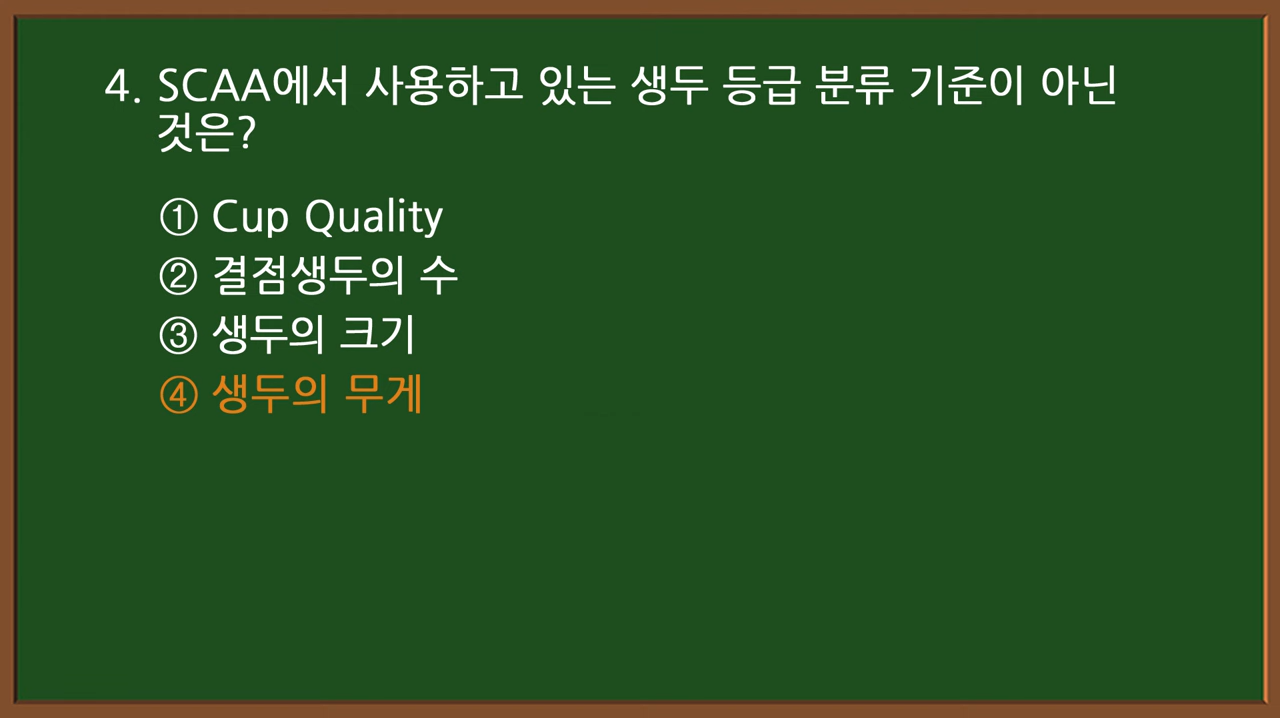 4. SCAA에서 사용하고 있는 생두 등급 분류 기준이 아닌
것은?
① Cup Quality
② 결점생두의 수
③ 생두의 크기
④ 생두의 무게